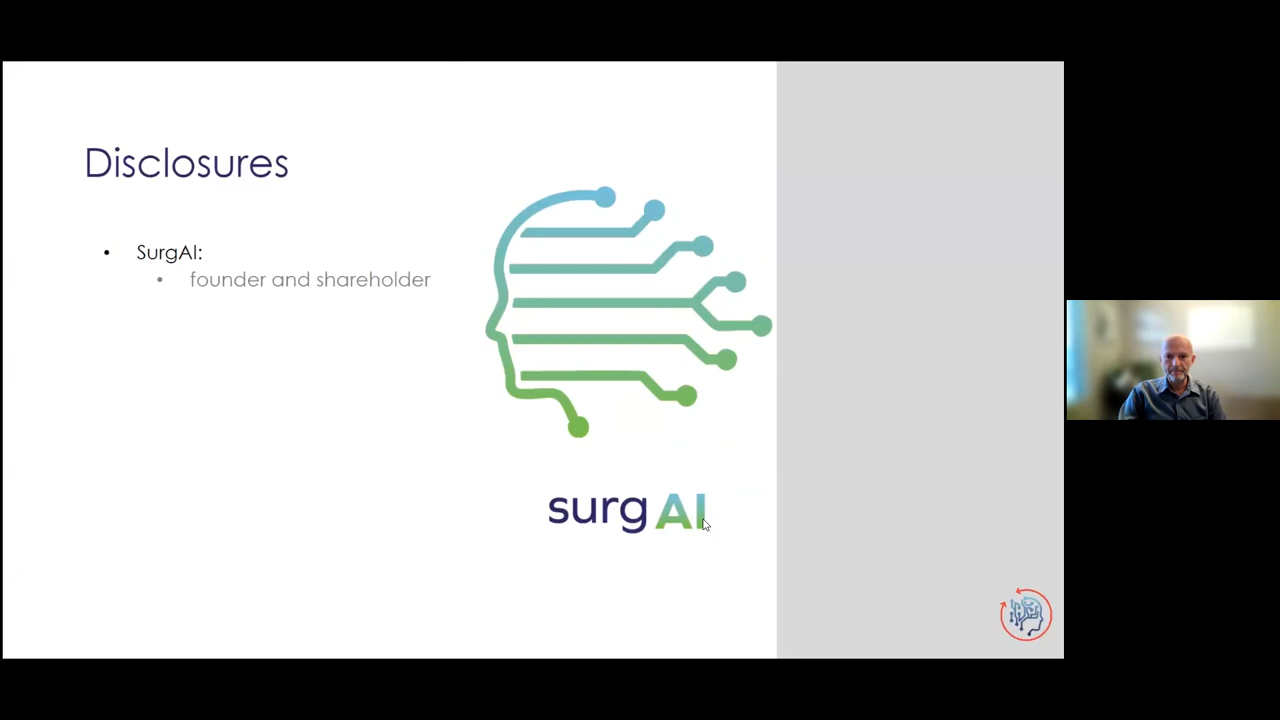 Disclosures
• SurgAI:
• founder and shareholder
surgAI